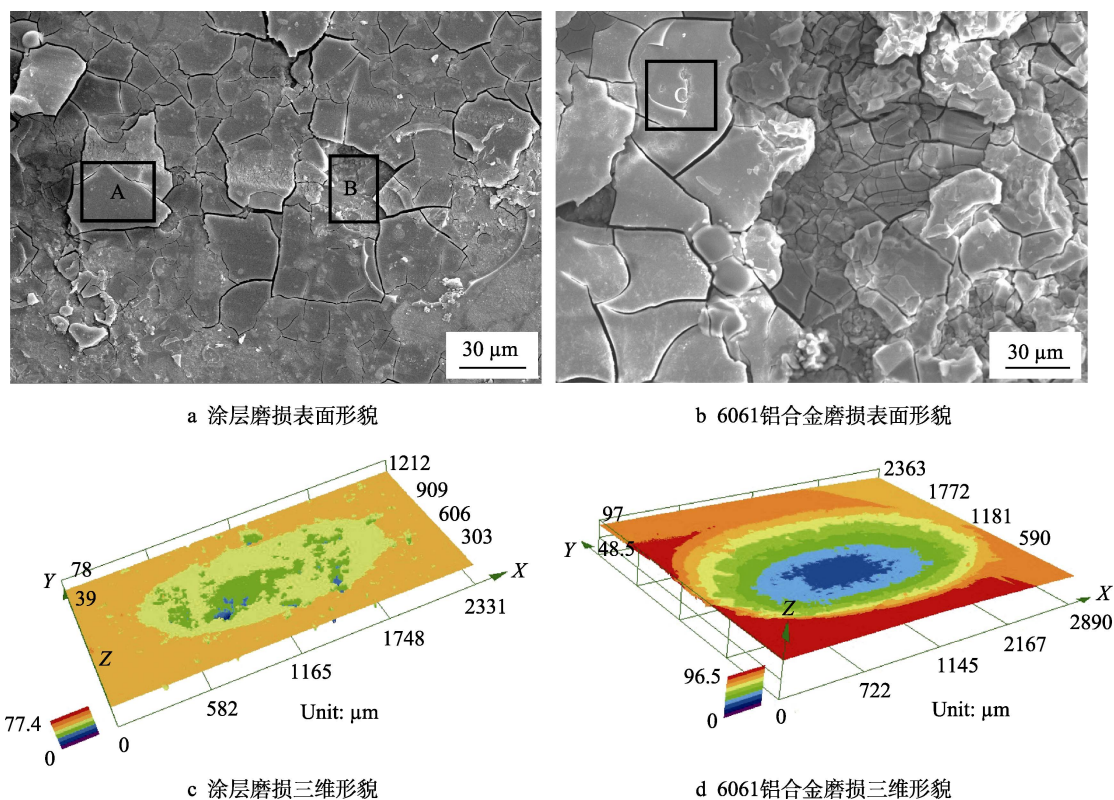 A
B
30 μm
C
30 μm
a 涂层磨损表面形貌
b 6061铝合金磨损表面形貌
1212
909
606
303
78
Y
39
X
2331
Z
1748
1165
582
Unit: μm
77.4
0
0
2363
1772
1181
590
97
Y
48.5
X
Z
2890
2167
1145
96.5
722
Unit: μm
0
0
c 涂层磨损三维形貌
d 6061铝合金磨损三维形貌